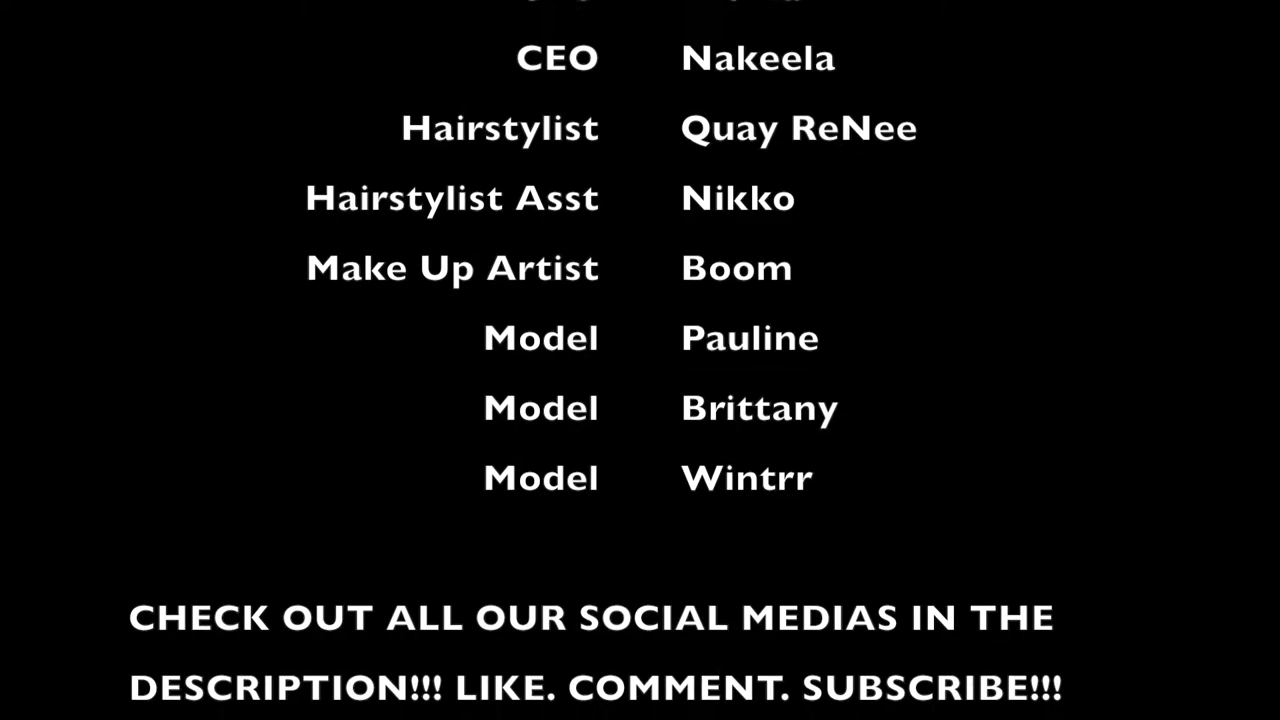 CEO Nakeela
Hairstylist Quay ReNee
Hairstylist Asst Nikko
Make Up Artist Boom
Model Pauline
Model Brittany
Model Wintrr
CHECK OUT ALL OUR SOCIAL MEDIAS IN THE
DESCRIPTION!!! LIKE. COMMENT. SUBSCRIBE!!!